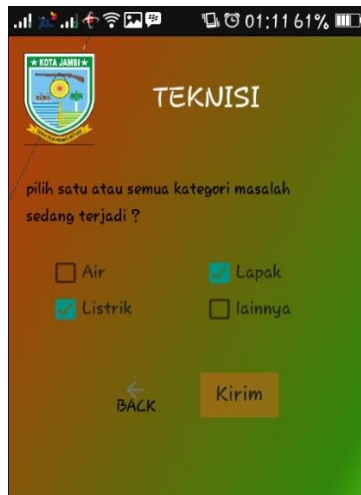 01:11 61%
KOTA JAMBI
TEKNISI
pilih satu atau semua kategori masalah
sedang terjadi ?
Air
Lapak
Listrik
lainnya
BACK
Kirim